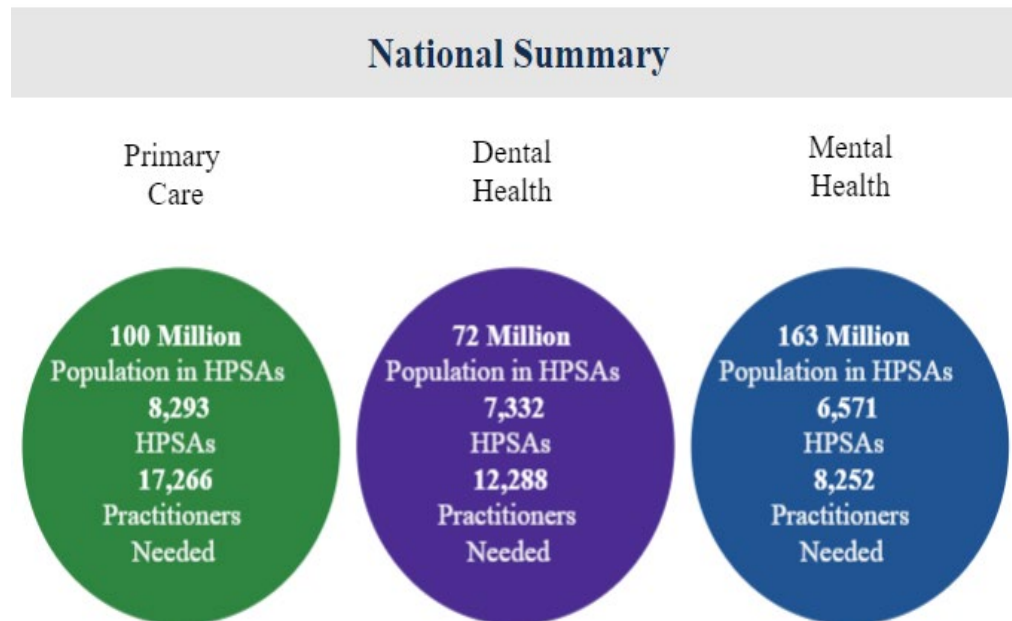 National Summary
Primary
Care
Dental
Health
Mental
Health
100 Million
Population in HPSAs
8,293
HPSAs
17,266
Practitioners
Needed
72 Million
Population in HPSAs
7,332
HPSAs
12,288
Practitioners
Needed
163 Million
Population in HPSAs
6,571
HPSAs
8,252
Practitioners
Needed